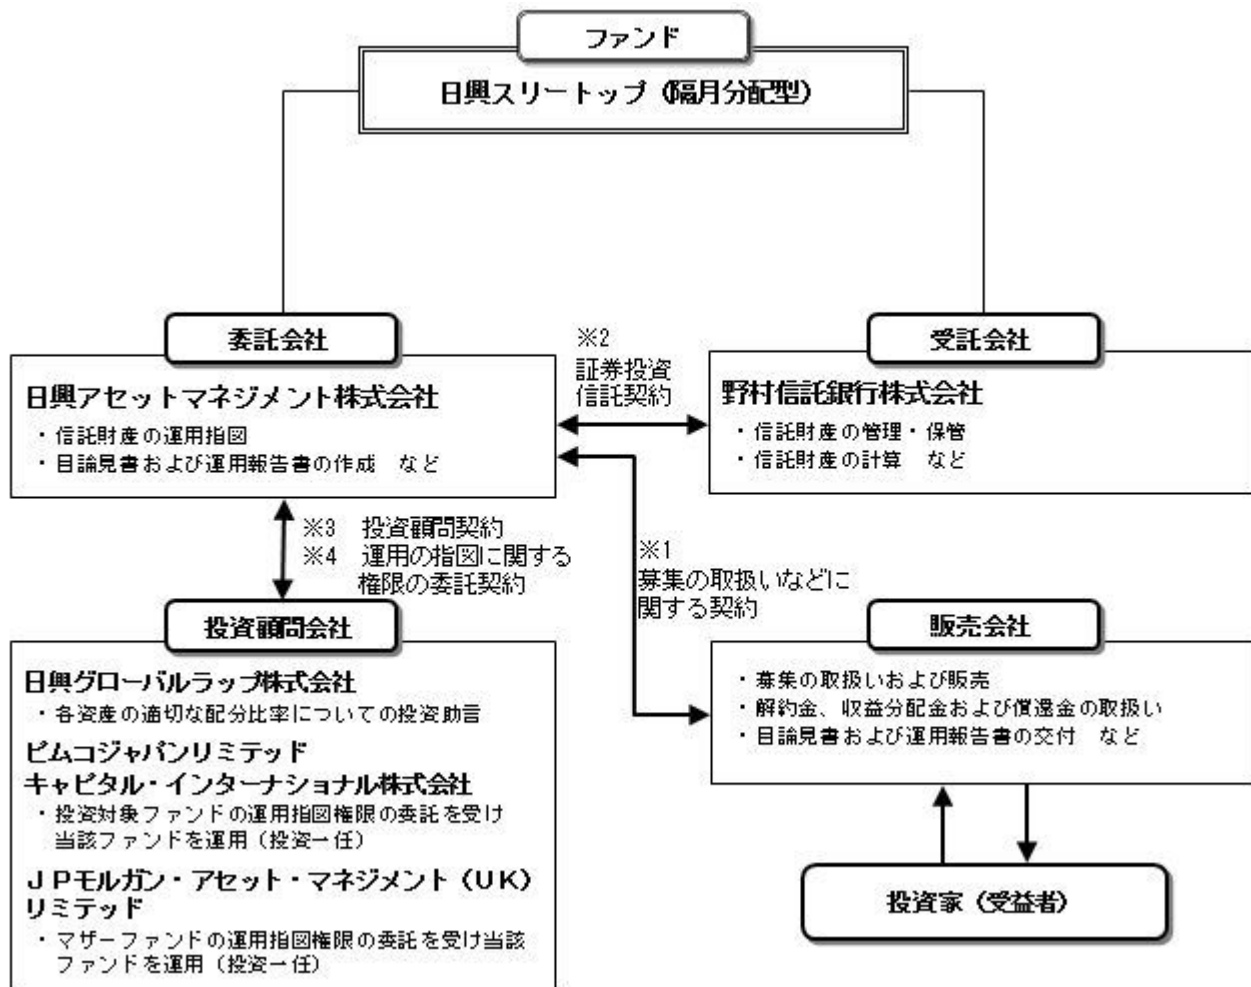 ファンド
日興スリートップ（隔月分配型）
委託会社
日興アセットマネジメント株式会社
・信託財産の運用指図
・目論見書および運用報告書の作成　など
※2
証券投資
信託契約
受託会社
野村信託銀行株式会社
・信託財産の管理・保管
・信託財産の計算　など
※3　投資顧問契約
※4　運用の指図に関する
権限の委託契約
※1
募集の取扱いなどに
関する契約
投資顧問会社
日興グローバルラップ株式会社
・各資産の適切な配分比率についての投資助言
ピムコジャパンリミテッド
キャピタル・インターナショナル株式会社
・投資対象ファンドの運用指図権限の委託を受け
当該ファンドを運用（投資一任）
ＪＰモルガン・アセット・マネジメント（ＵＫ）
リミテッド
・マザーファンドの運用指図権限の委託を受け当該
ファンドを運用（投資一任）
販売会社
・募集の取扱いおよび販売
・解約金、収益分配金および償還金の取扱い
・目論見書および運用報告書の交付　など
投資家（受益者）